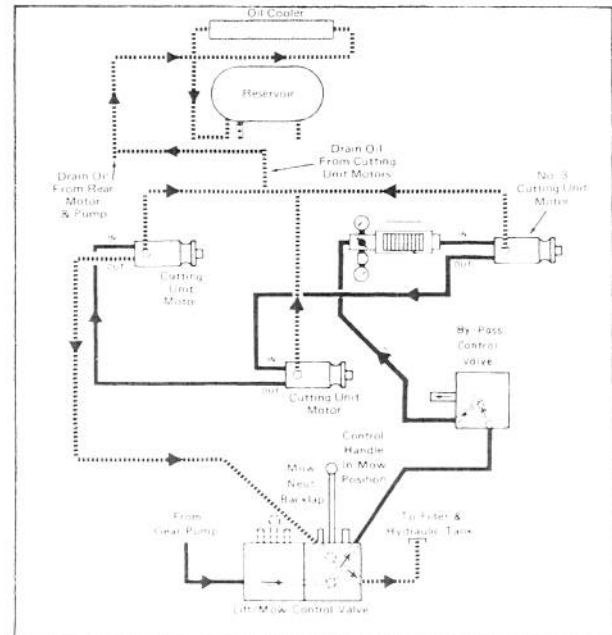 Oil Cooler
Reservoir
Drain Oil
From Cutting
Unit Motors
Drain Oil
From Rear
Motor
& Pump
No. 3
Cutting Unit
Motor
IN
OUT
Cutting
Unit
Motor
IN
OUT
IN
OUT
Cutting Unit
Motor
By-Pass
Control
Valve
Control
Handle
In Mow
Position
Mow
Neut
Backlap
From
Gear Pump
To Filter &
Hydraulic Tank
Lift/Mow Control Valve